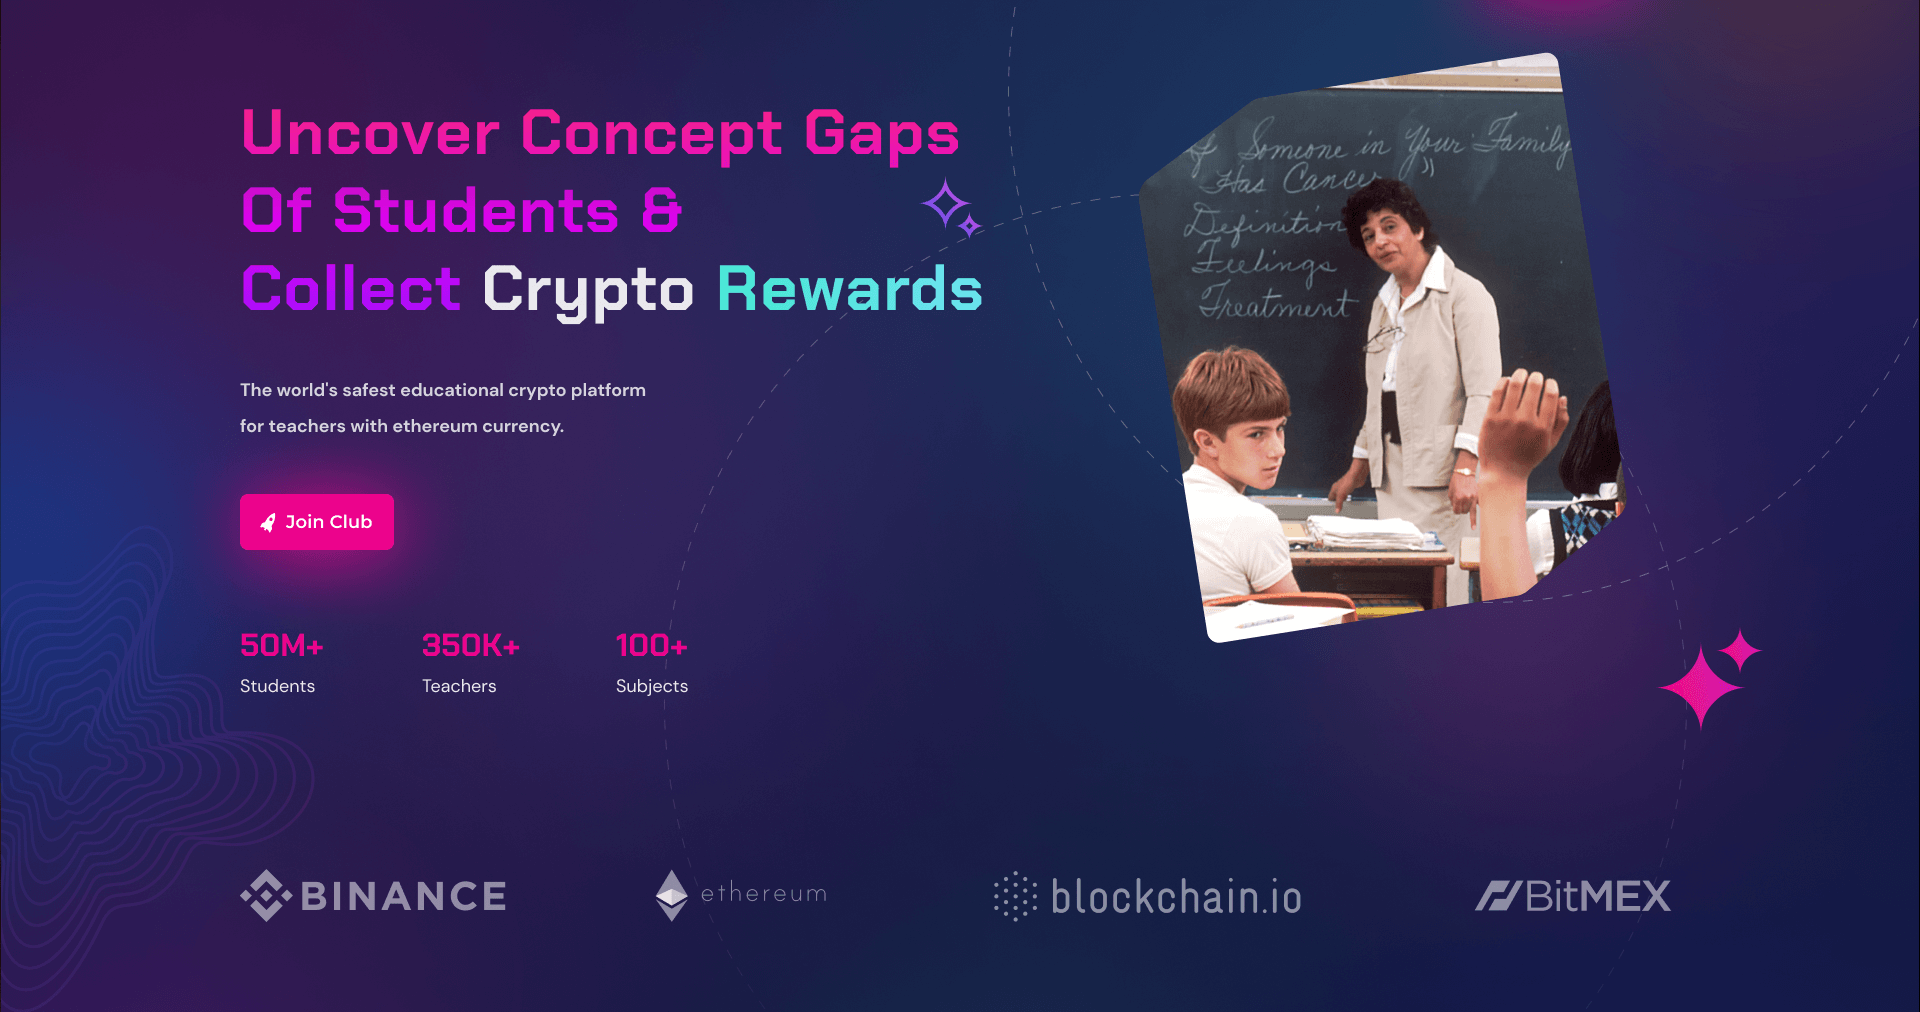 Uncover Concept Gaps
Of Students &
Collect Crypto Rewards
The world's safest educational crypto platform
for teachers with ethereum currency.
Join Club
50M+
Students
350K+
Teachers
100+
Subjects
Someone in Your Family
Has Cancer"
Definition
Feelings
Treatment
BINANCE
ethereum
blockchain.io
BitMEX